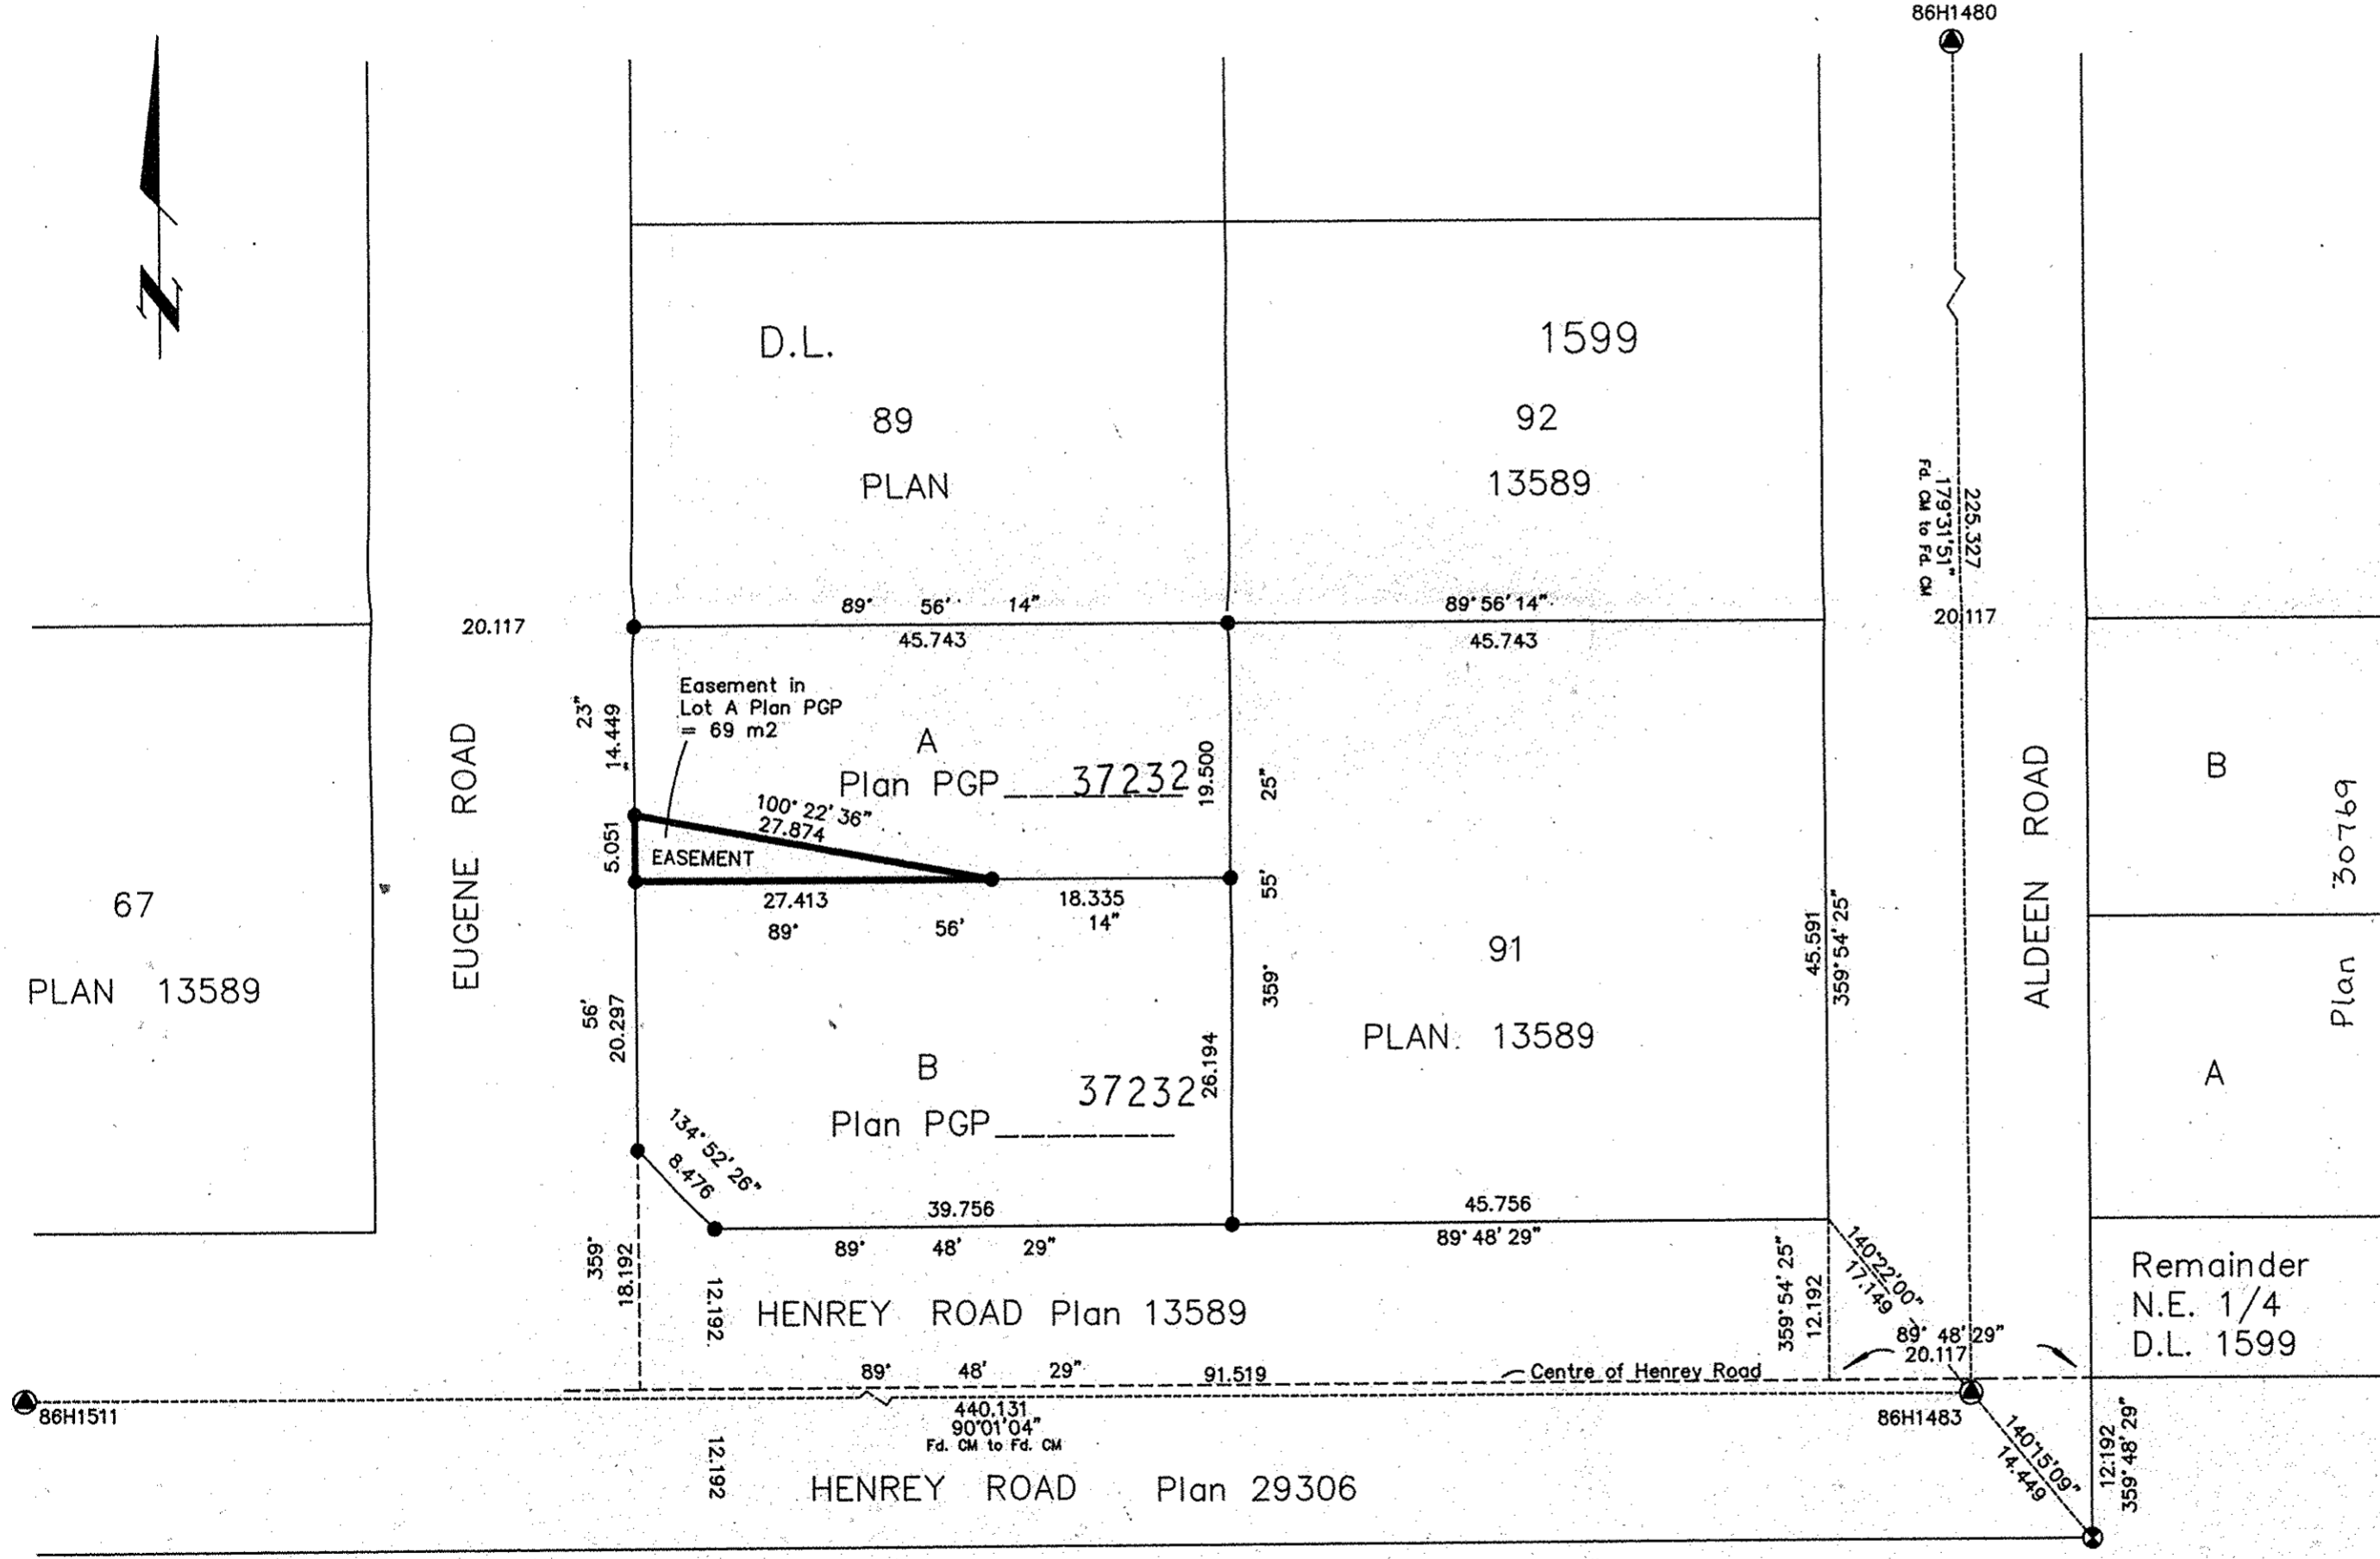 86H1480
N
D.L. 1599
89
92
PLAN 13589
225.327
179°31'51"
Fd. CM to Fd. CM
89° 56' 14"
89° 56' 14"
20.117
45.743
45.743
20.117
Easement in
Lot A Plan PGP
= 69 m2
359° 56' 23"
14.449
A
Plan PGP 37232
19.500
359° 55' 25"
100° 22' 36"
27.874
5.051
EASEMENT
27.413
18.335
89° 56' 14"
EUGENE ROAD
67
PLAN 13589
91
PLAN 13589
45.591
359° 54' 25"
ALDEEN ROAD
B
A
Plan 30769
20.297
B
Plan PGP 37232
26.194
134° 52' 26"
8.476
39.756
45.756
89° 48' 29"
89° 48' 29"
18.192
12.192
HENREY ROAD Plan 13589
359° 54' 25"
12.192
140°22'00"
17.149
89° 48' 29"
20.117
Remainder
N.E. 1/4
D.L. 1599
89° 48' 29" 91.519
Centre of Henrey Road
86H1511
440.131
90°01'04"
Fd. CM to Fd. CM
86H1483
12.192
HENREY ROAD Plan 29306
140°15'09"
14.449
12.192
359° 48' 29"